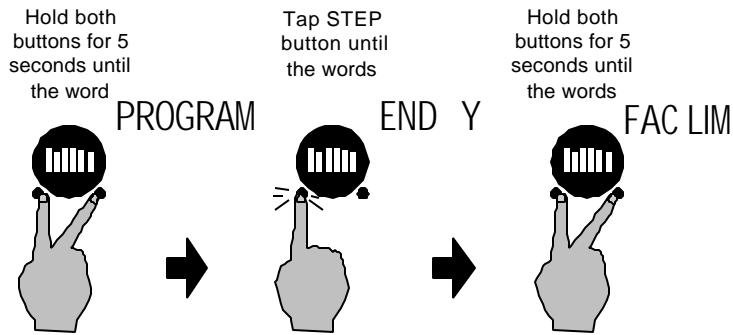 Hold both
buttons for 5
seconds until
the word
PROGRAM
Tap STEP
button until
the words
END Y
Hold both
buttons for 5
seconds until
the words
FAC LIM